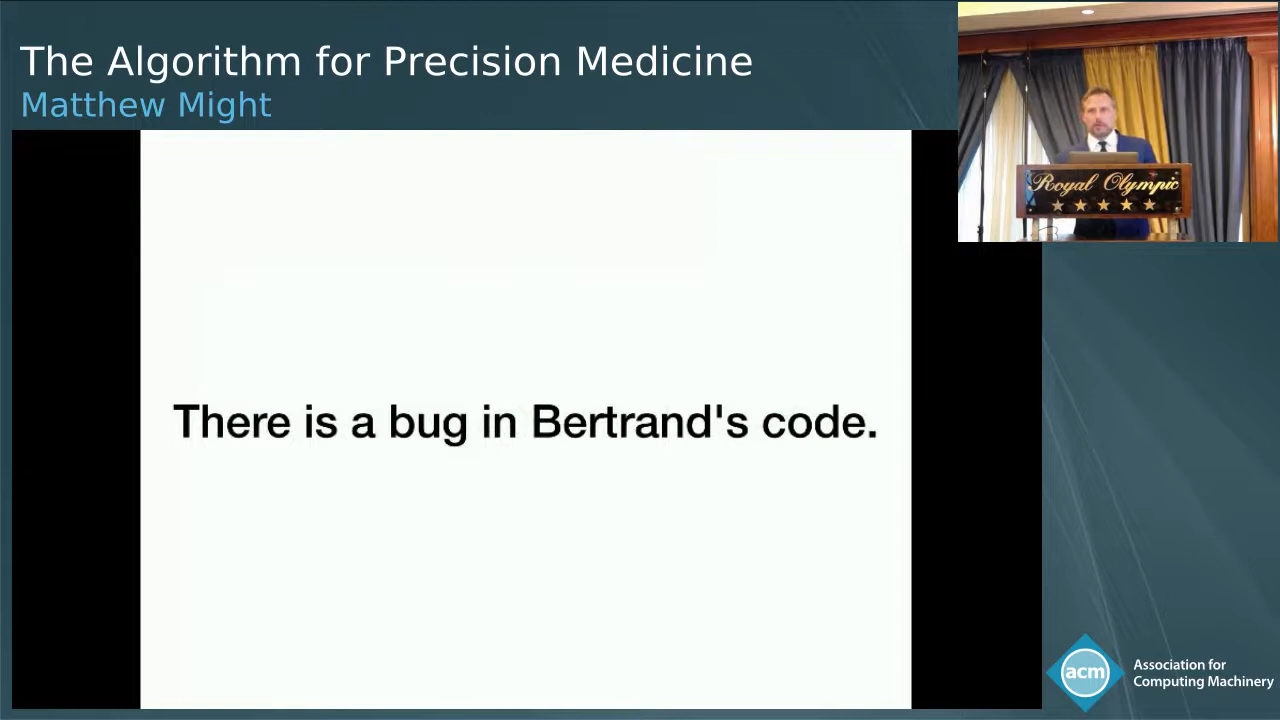 The Algorithm for Precision Medicine
Matthew Might
Royal Olympic
There is a bug in Bertrand's code.
acm
Association for
Computing Machinery